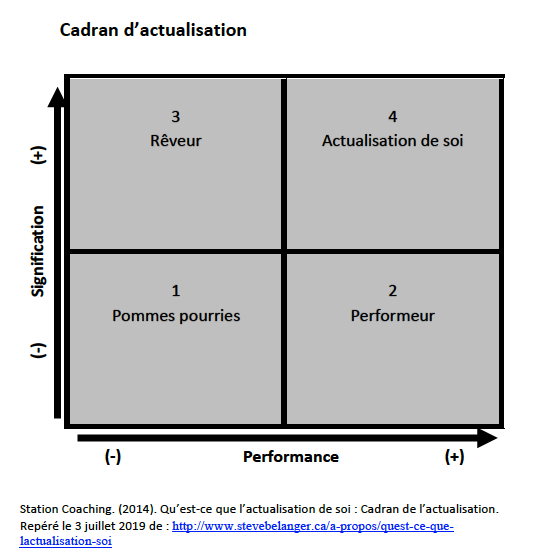 Cadran d’actualisation
3
Rêveur
4
Actualisation de soi
(+)
Signification
(-)
1
Pommes pourries
2
Performeur
(-)
Performance
(+)
Station Coaching. (2014). Qu’est-ce que l’actualisation de soi : Cadran de l’actualisation.
Repéré le 3 juillet 2019 de : http://www.stevebelanger.ca/a-propos/quest-ce-que-
lactualisation-soi